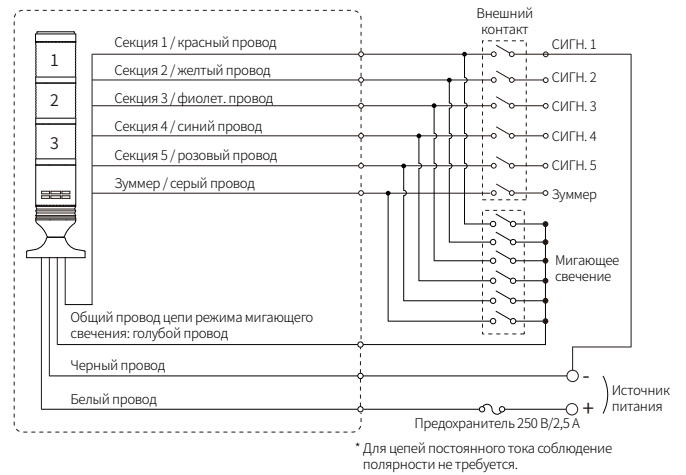 Внешний
контакт
1
2
3
Секция 1 / красный провод
СИГН. 1
Секция 2 / желтый провод
СИГН. 2
Секция 3 / фиолет. провод
СИГН. 3
Секция 4 / синий провод
СИГН. 4
Секция 5 / розовый провод
СИГН. 5
Зуммер / серый провод
Зуммер
Мигающее
свечение
Общий провод цепи режима мигающего
свечения: голубой провод
Черный провод
-
Белый провод
+
Источник
питания
Предохранитель 250 В/2,5 А
* Для цепей постоянного тока соблюдение
полярности не требуется.